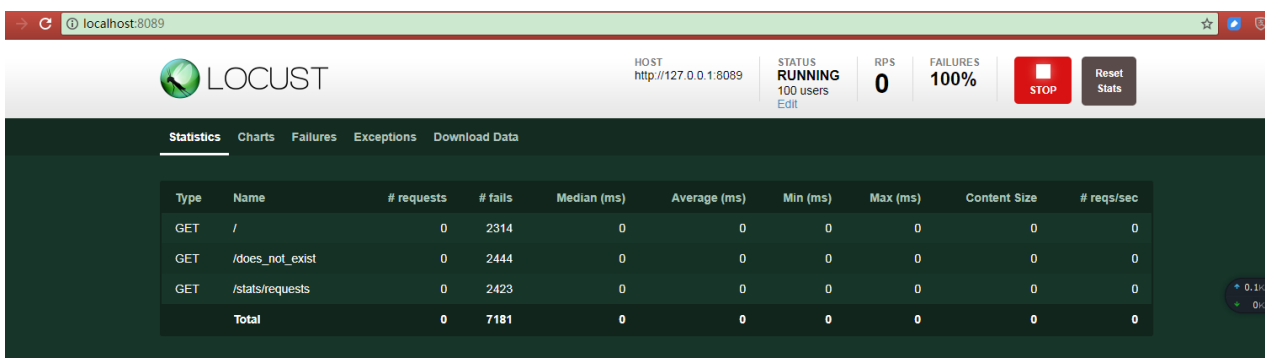 localhost:8089
LOCUST
HOST
http://127.0.0.1:8089
STATUS
RUNNING
100 users
Edit
RPS
0
FAILURES
100%
STOP
Reset
Stats
Statistics Charts Failures Exceptions Download Data
Type Name # requests # fails Median (ms) Average (ms) Min (ms) Max (ms) Content Size # reqs/sec
GET / 0 2314 0 0 0 0 0 0
GET /does_not_exist 0 2444 0 0 0 0 0 0
GET /stats/requests 0 2423 0 0 0 0 0 0
Total 0 7181 0 0 0 0 0 0
0.1K
0K